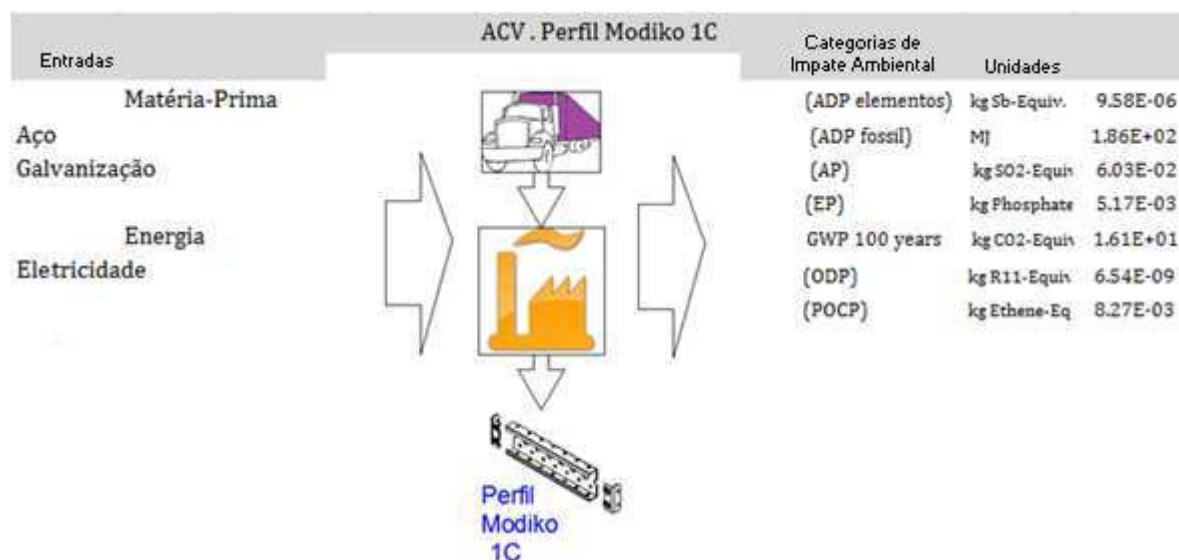 ACV . Perfil Modiko 1C
Entradas
Categorias de
Impate Ambiental
Unidades
Matéria-Prima
Aço
Galvanização
Energia
Eletricidade
(ADP elementos) kg Sb-Equiv. 9.58E-06
(ADP fossil) MJ 1.86E+02
(AP) kg SO2-Equiv 6.03E-02
(EP) kg Phosphate 5.17E-03
GWP 100 years kg CO2-Equiv 1.61E+01
(ODP) kg R11-Equiv 6.54E-09
(POCP) kg Ethene-Eq 8.27E-03
Perfil
Modiko
1C